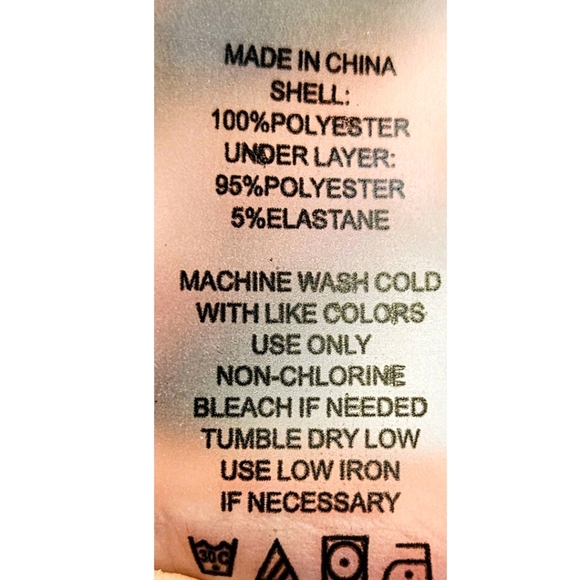 MADE IN CHINA
SHELL:
100%POLYESTER
UNDER LAYER:
95%POLYESTER
5%ELASTANE
MACHINE WASH COLD
WITH LIKE COLORS
USE ONLY
NON-CHLORINE
BLEACH IF NEEDED
TUMBLE DRY LOW
USE LOW IRON
IF NECESSARY
30C